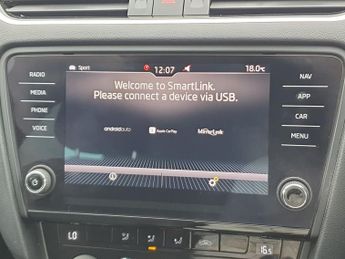 Sport 12:07 18.0°C
RADIO
MEDIA
PHONE
VOICE
Welcome to SmartLink.
Please connect a device via USB.
androidauto
Apple CarPlay
MirrorLink
NAV
APP
CAR
MENU
LO
16.5